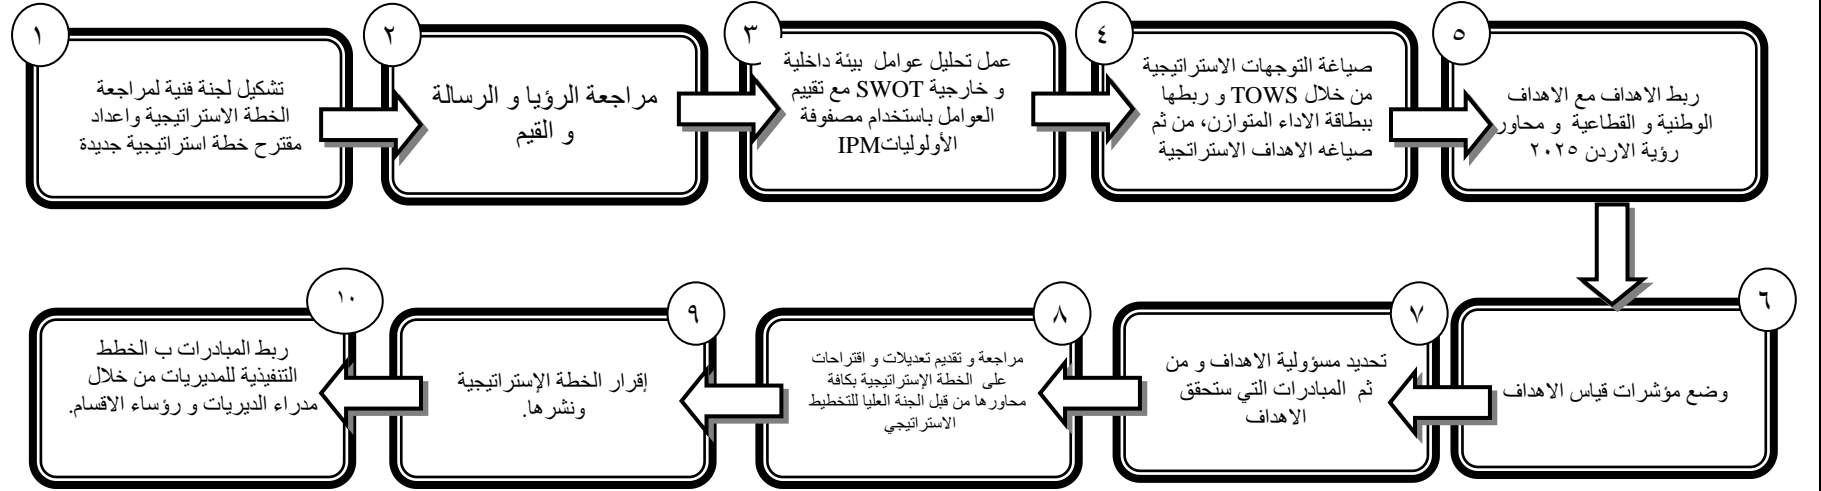 ١
تشكيل لجنة فنية لمراجعة
الخطة الاستراتيجية واعداد
مقترح خطة استراتيجية جديدة
٢
مراجعة الرؤيا و الرسالة
و القيم
٣
عمل تحليل عوامل بيئة داخلية
و خارجية SWOT مع تقييم
العوامل باستخدام مصفوفة
الأولولياتIPM
٤
صياغة التوجهات الاستراتيجية
من خلال TOWS و ربطها
ببطاقة الاداء المتوازن، من ثم
صياغه الاهداف الاستراتجية
٥
ربط الاهداف مع الاهداف
الوطنية و القطاعية و محاور
رؤية الاردن ٢٠٢٥
٦
وضع مؤشرات قياس الاهداف
٧
تحديد مسؤولية الاهداف و من
ثم المبادرات التي ستحقق
الاهداف
٨
مراجعة و تقديم تعديلات و اقتراحات
على الخطة الإستراتيجية بكافة
محاورها من قبل الجنة العليا للتخطيط
الاستراتيجي
٩
إقرار الخطة الإستراتيجية
ونشرها.
١٠
ربط المبادرات ب الخطط
التنفيذية للمديريات من خلال
مدراء الديريات و رؤساء الاقسام.